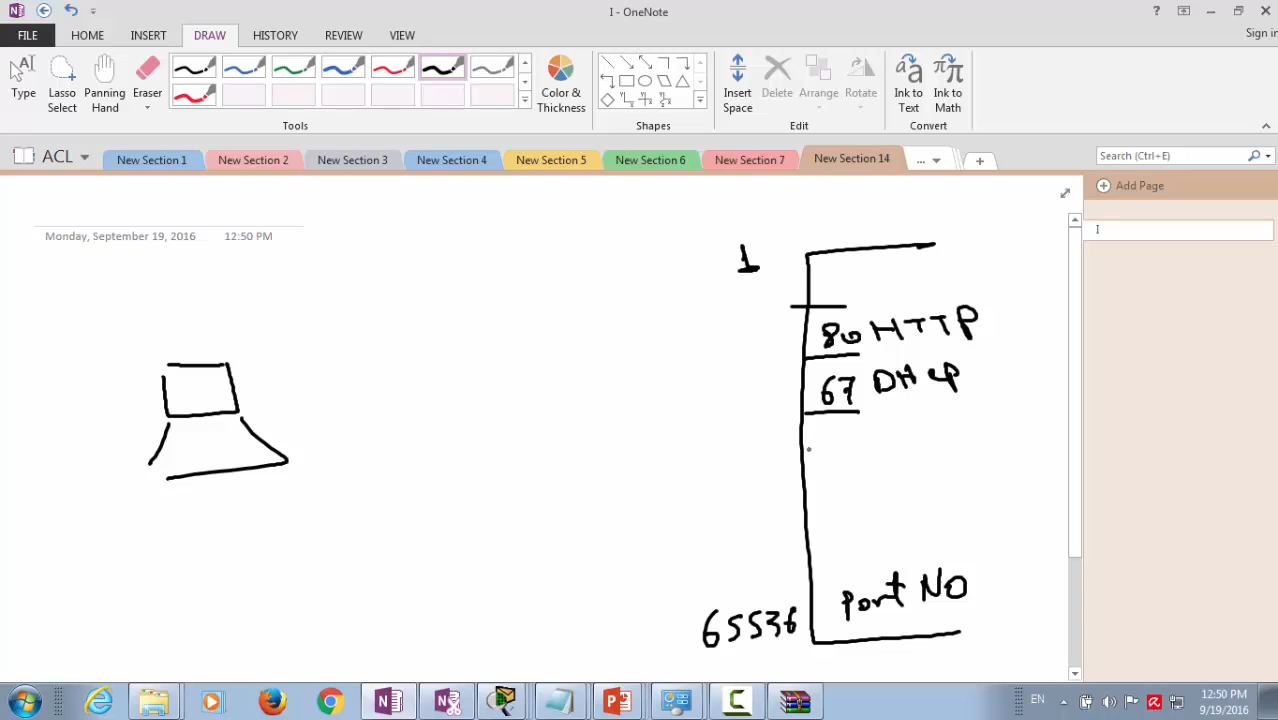 I - OneNote
?
Sign in
FILE HOME INSERT DRAW HISTORY REVIEW VIEW
Type
Lasso Select
Panning Hand
Eraser
Color & Thickness
Insert Space
Delete
Arrange
Rotate
Ink to Text
Ink to Math
Tools
Shapes
Edit
Convert
ACL
New Section 1 New Section 2 New Section 3 New Section 4 New Section 5 New Section 6 New Section 7 New Section 14 ...
Search (Ctrl+E)
Add Page
I
Monday, September 19, 2016 12:50 PM
1
80 HTTP
67 DHCP
Port NO
65536
EN
12:50 PM
9/19/2016